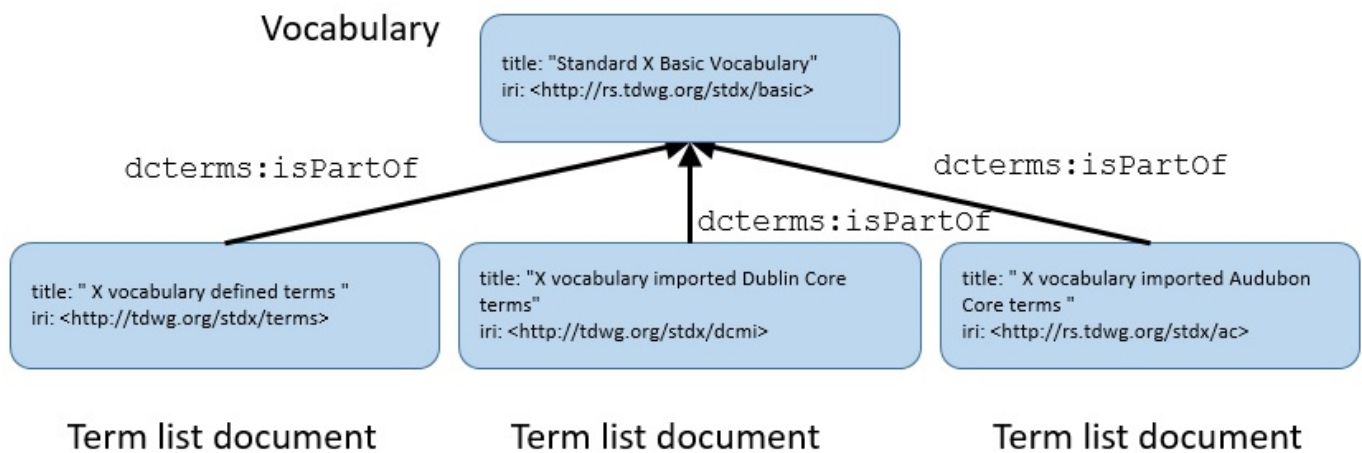 Vocabulary
title: "Standard X Basic Vocabulary"
iri: <http://rs.tdwg.org/stdx/basic>
dcterms:isPartOf
dcterms:isPartOf
dcterms:isPartOf
title: " X vocabulary defined terms "
iri: <http://tdwg.org/stdx/terms>
title: "X vocabulary imported Dublin Core
terms"
iri: <http://tdwg.org/stdx/dcmi>
title: " X vocabulary imported Audubon
Core terms "
iri: <http://rs.tdwg.org/stdx/ac>
Term list document
Term list document
Term list document